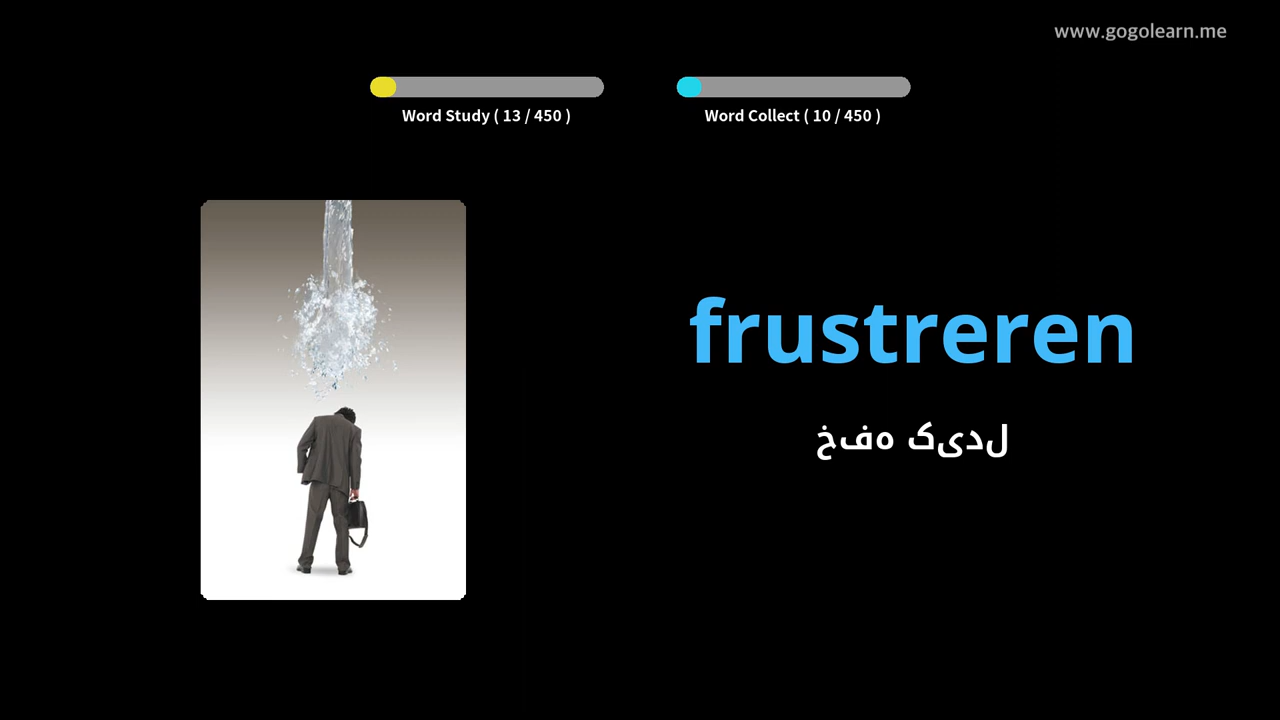 www.gogolearn.me
Word Study ( 13 / 450 )
Word Collect ( 10 / 450 )
frustreren
خفه کیدل